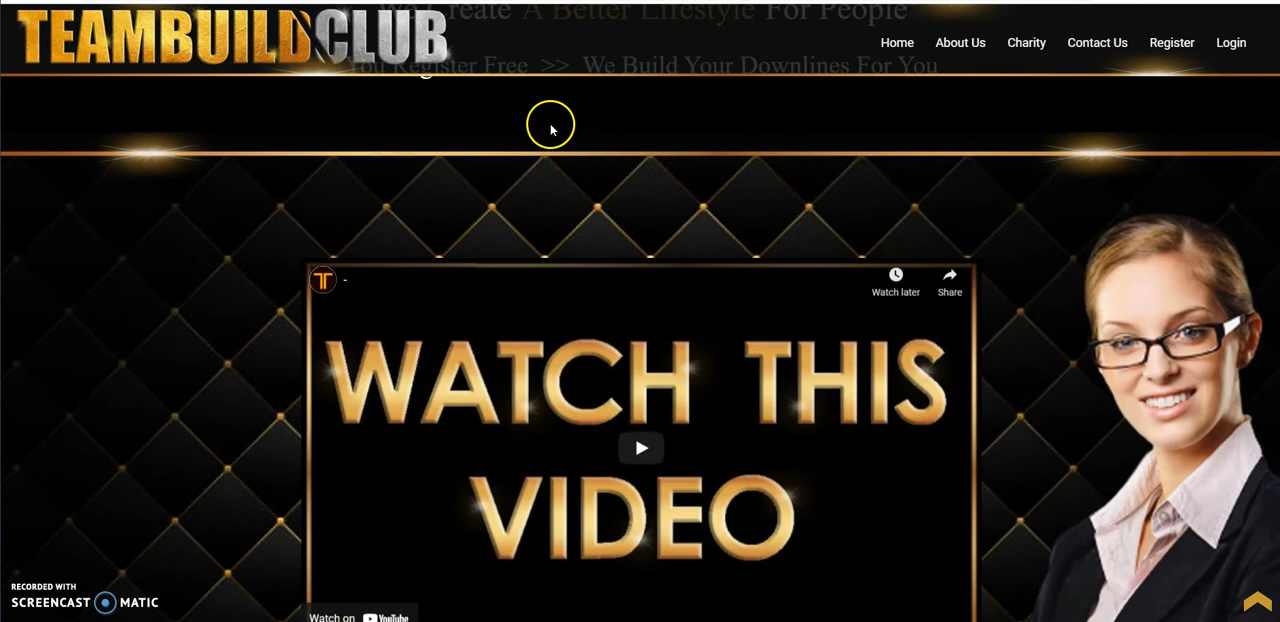 We Create A Better Lifestyle For People
TEAMBUILDCLUB
Home About Us Charity Contact Us Register Login
You Register Free >> We Build Your Downlines For You
-
Watch later Share
WATCH THIS
VIDEO
RECORDED WITH
SCREENCAST MATIC
Watch on YouTube